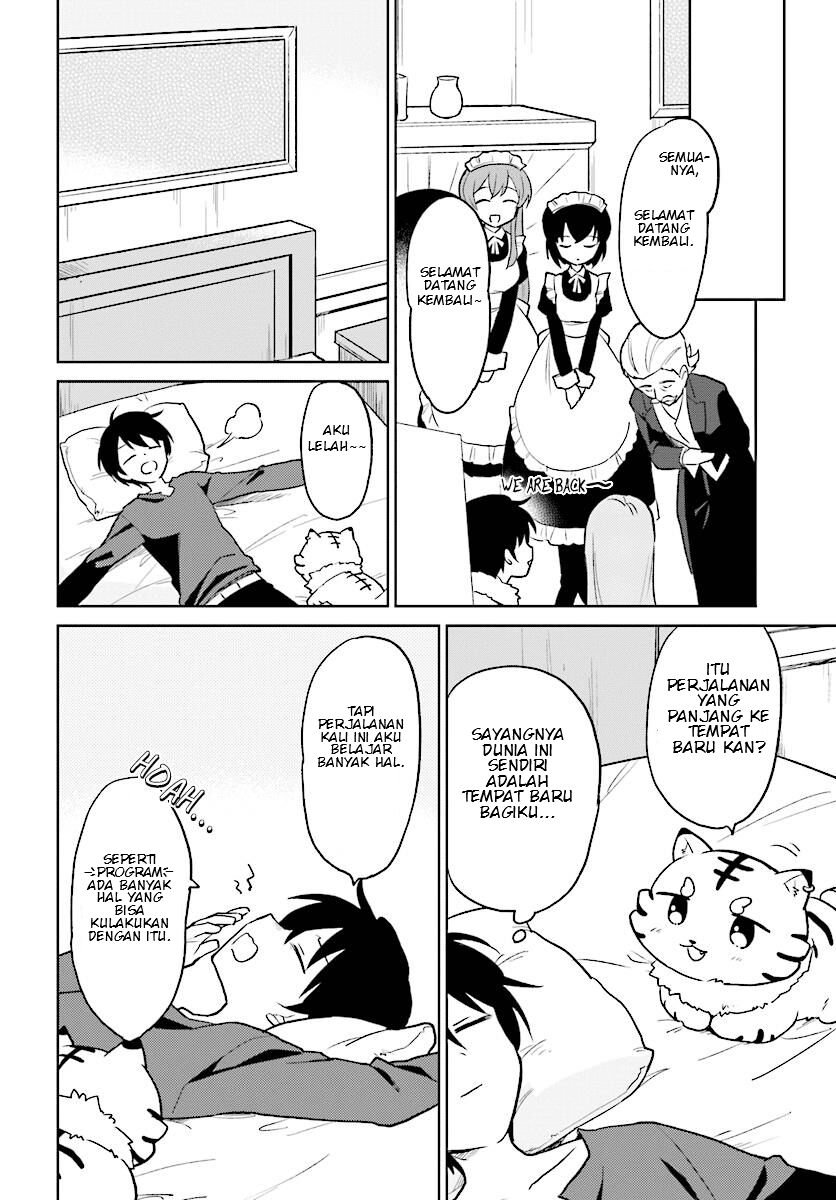 SEMUA-
NYA,
SELAMAT
DATANG
KEMBALI.
SELAMAT
DATANG
KEMBALI~
WE ARE BACK~
AKU
LELAH~~
ITU
PERJALANAN
YANG
PANJANG KE
TEMPAT
BARU KAN?
SAYANGNYA
DUNIA INI
SENDIRI
ADALAH
TEMPAT BARU
BAGIKU...
TAPI
PERJALANAN
KALI INI AKU
BELAJAR
BANYAK HAL.
HOAH...
SEPERTI
->PROGRAM<-
ADA BANYAK
HAL YANG
BISA
KULAKUKAN
DENGAN ITU.